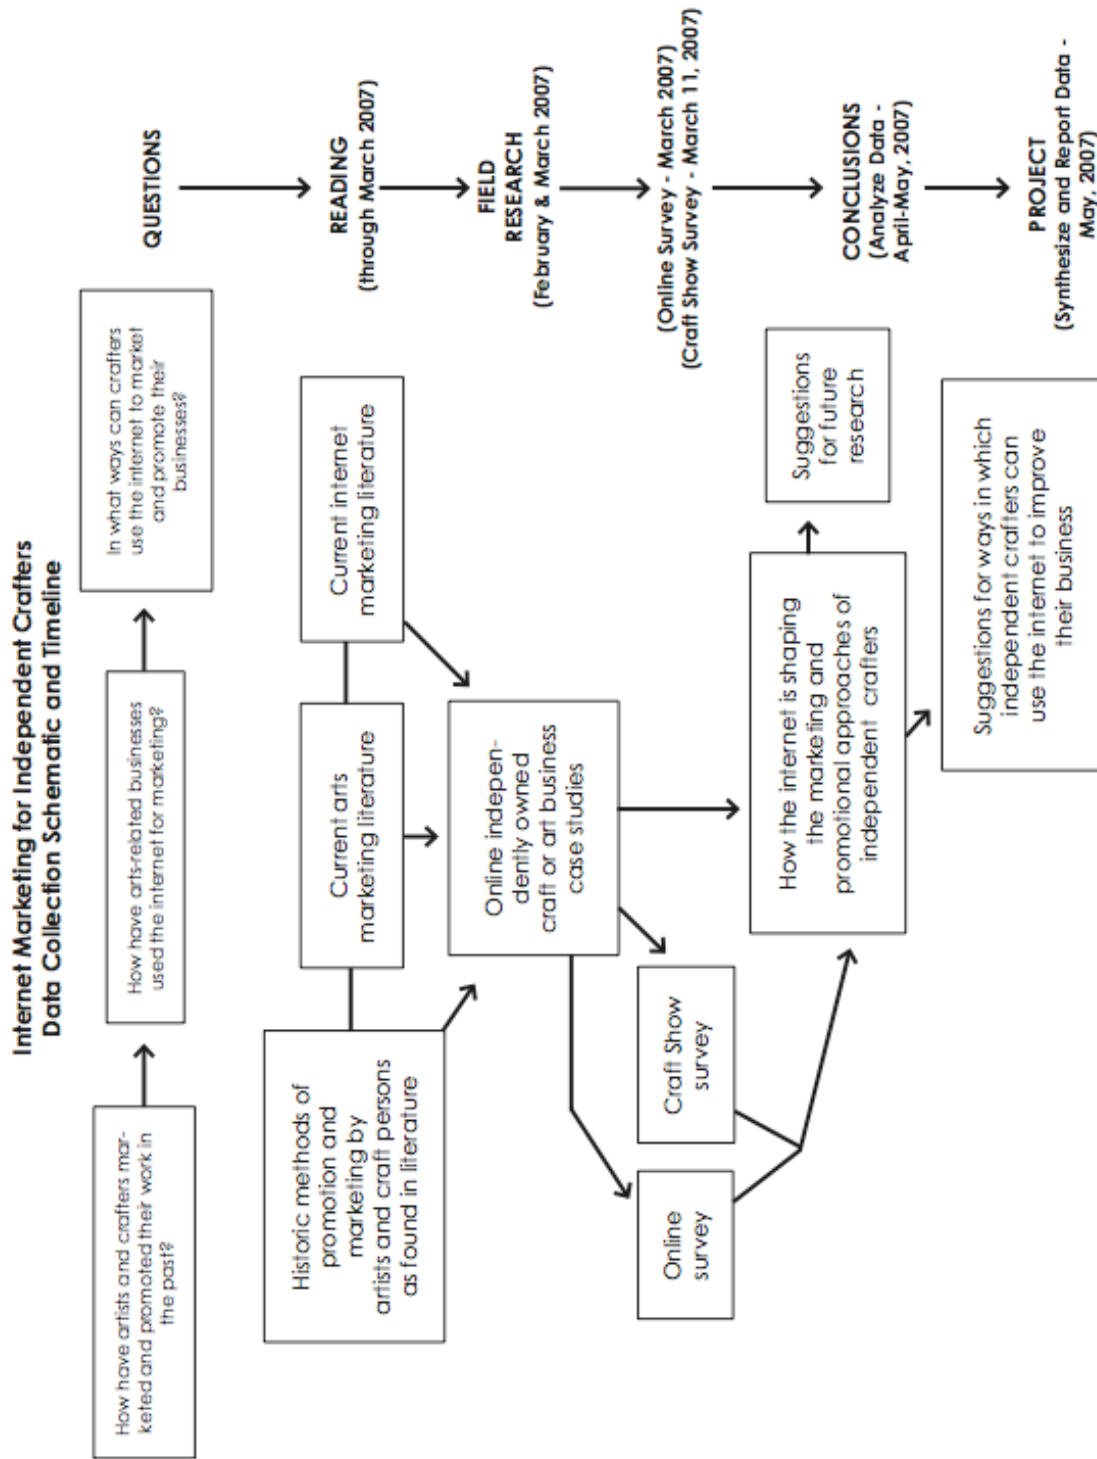 Internet Marketing for Independent Crafters
Data Collection Schematic and Timeline
How have artists and crafters mar-
keted and promoted their work in
the past?
How have arts-related businesses
used the internet for marketing?
In what ways can crafters
use the internet to market
and promote their
businesses?
QUESTIONS
Historic methods of
promotion and
marketing by
artists and craft persons
as found in literature
Current arts
marketing literature
Current internet
marketing literature
READING
(through March 2007)
Online indepen-
dently owned
craft or art business
case studies
FIELD
RESEARCH
(February & March 2007)
Online
survey
Craft Show
survey
(Online Survey - March 2007)
(Craft Show Survey - March 11, 2007)
How the internet is shaping
the marketing and
promotional approaches of
independent crafters
Suggestions
for future
research
CONCLUSIONS
(Analyze Data -
April-May, 2007)
Suggestions for ways in which
independent crafters can
use the internet to improve
their business
PROJECT
(Synthesize and Report Data -
May, 2007)